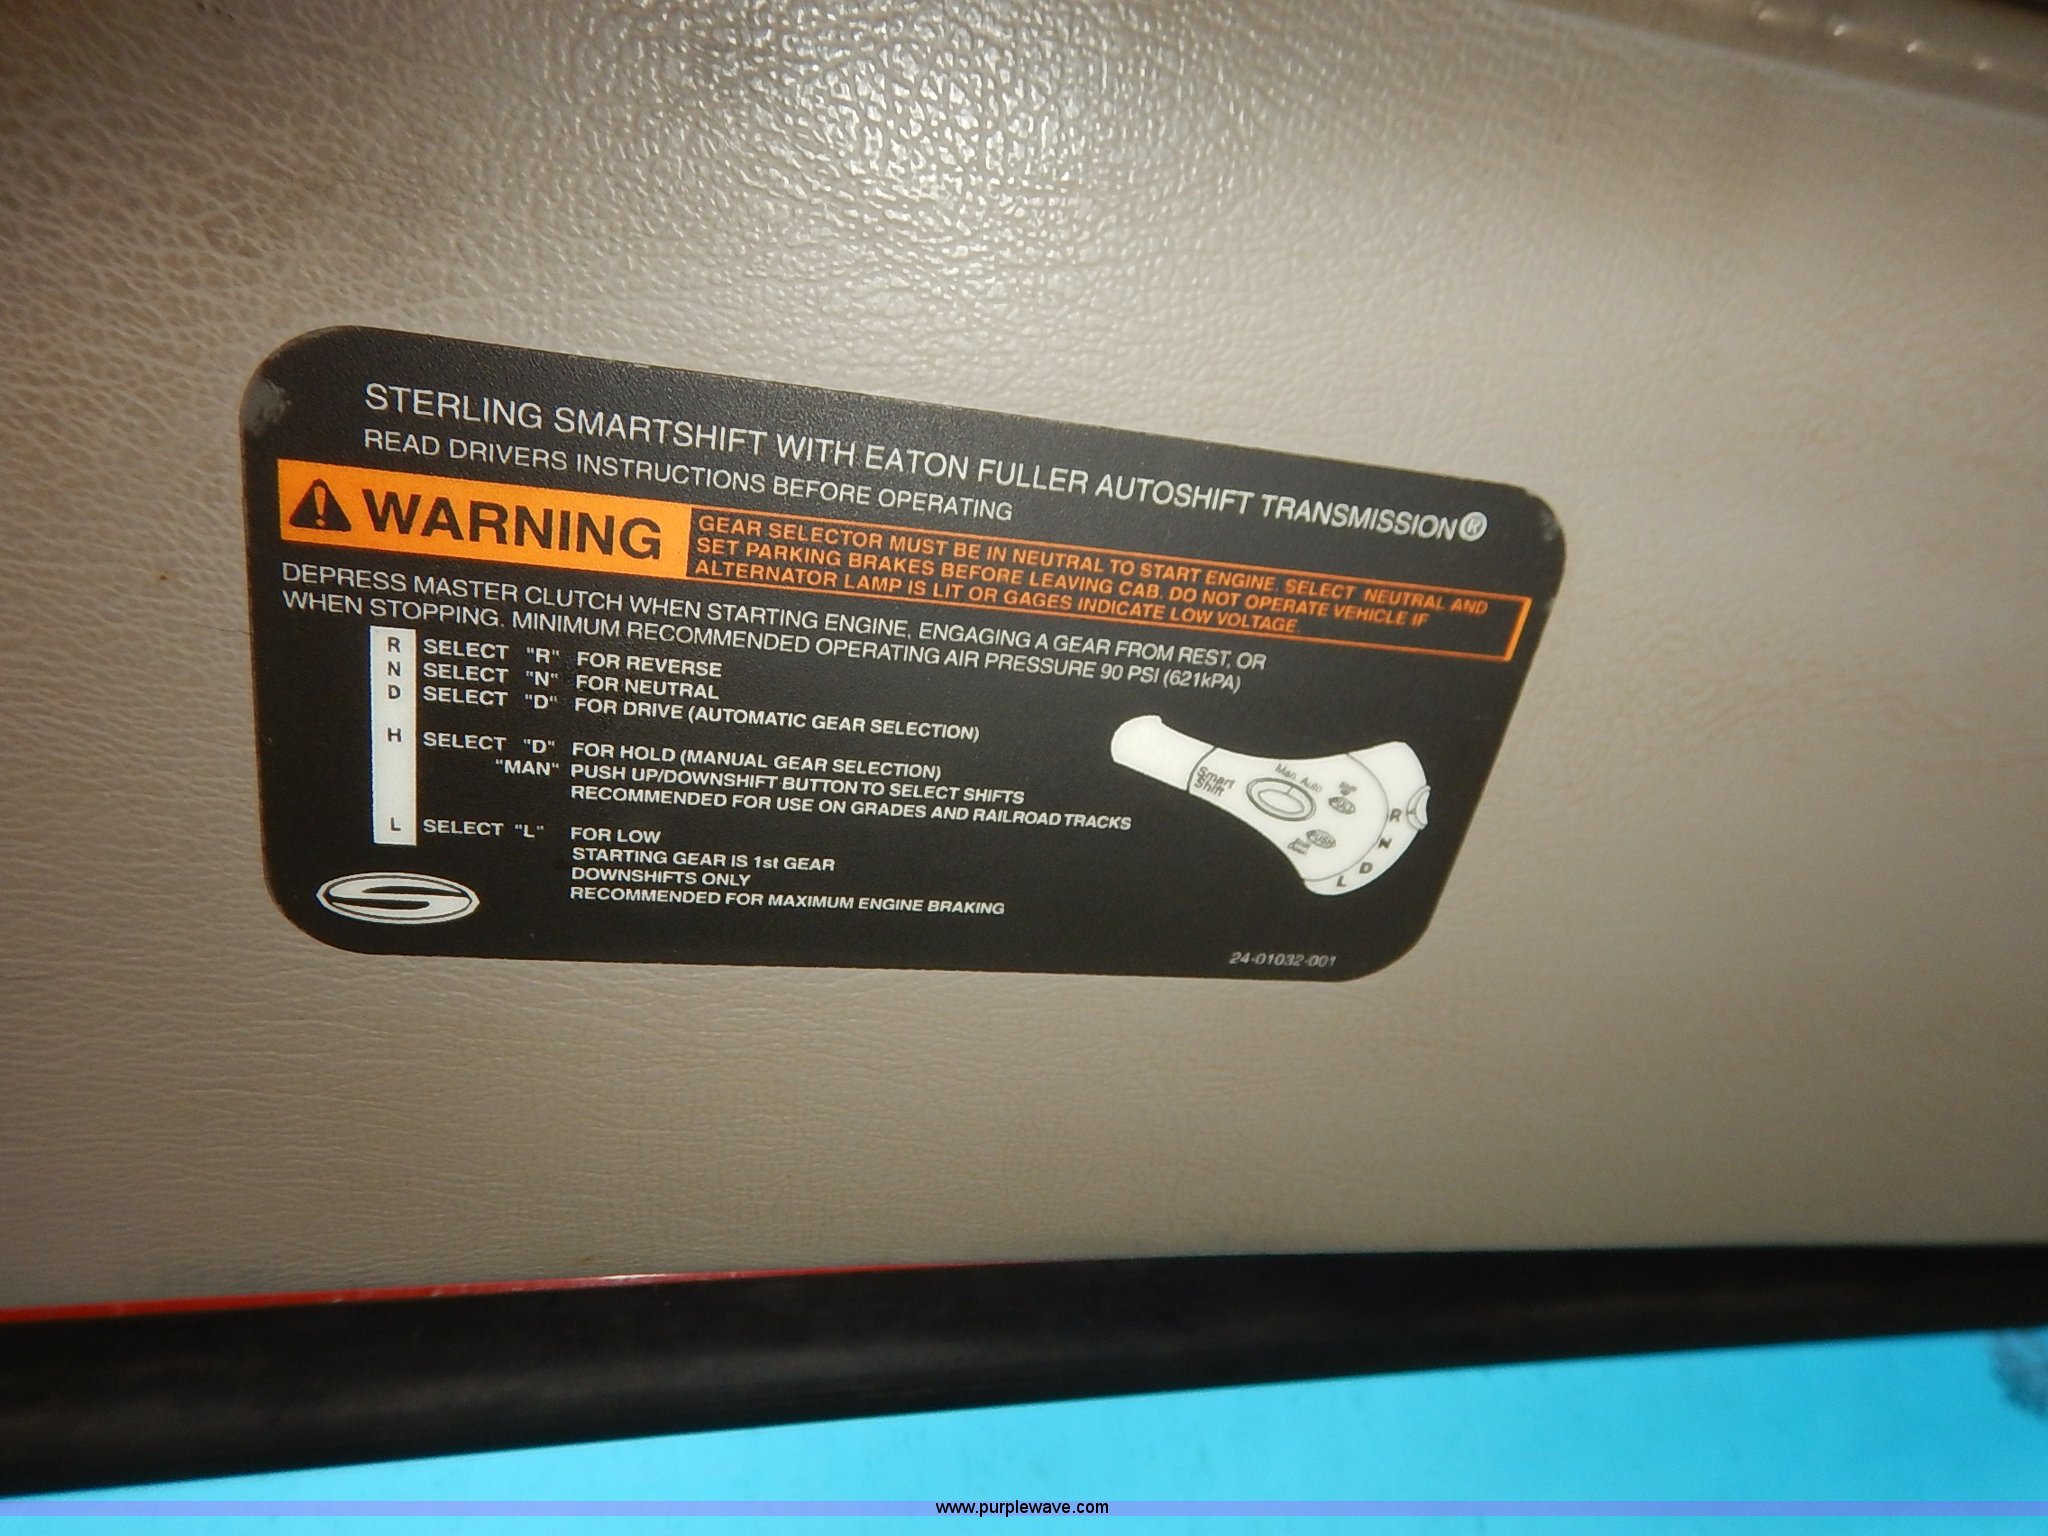 STERLING SMARTSHIFT WITH EATON FULLER AUTOSHIFT TRANSMISSION®
READ DRIVERS INSTRUCTIONS BEFORE OPERATING
WARNING
GEAR SELECTOR MUST BE IN NEUTRAL TO START ENGINE. SELECT NEUTRAL AND
SET PARKING BRAKES BEFORE LEAVING CAB. DO NOT OPERATE VEHICLE IF
ALTERNATOR LAMP IS LIT OR GAGES INDICATE LOW VOLTAGE.
DEPRESS MASTER CLUTCH WHEN STARTING ENGINE, ENGAGING A GEAR FROM REST, OR
WHEN STOPPING. MINIMUM RECOMMENDED OPERATING AIR PRESSURE 90 PSI (621kPA)
R SELECT "R" FOR REVERSE
N SELECT "N" FOR NEUTRAL
D SELECT "D" FOR DRIVE (AUTOMATIC GEAR SELECTION)
H SELECT "D" FOR HOLD (MANUAL GEAR SELECTION)
"MAN" PUSH UP/DOWNSHIFT BUTTON TO SELECT SHIFTS
RECOMMENDED FOR USE ON GRADES AND RAILROAD TRACKS
L SELECT "L" FOR LOW
STARTING GEAR IS 1st GEAR
DOWNSHIFTS ONLY
RECOMMENDED FOR MAXIMUM ENGINE BRAKING
Smart
Shift
Man. Auto
PULL
PUSH
R
N
D
L
24-01032-001
www.purplewave.com